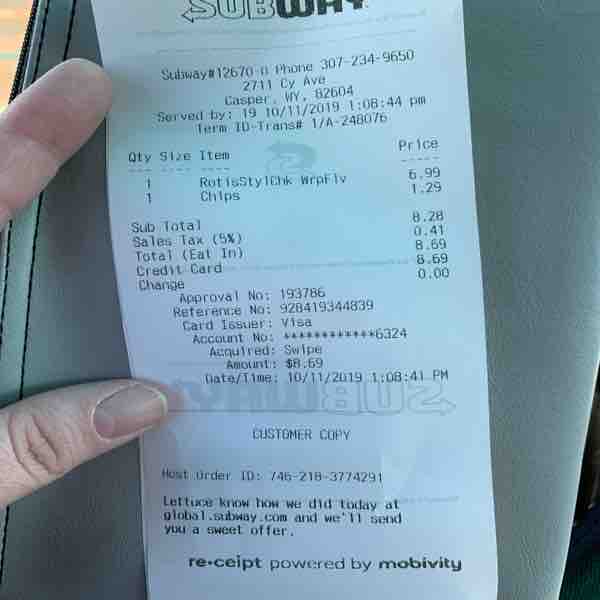 SUBWAY
Subway#12670-0 Phone 307-234-9650
2711 Cy Ave
Casper, WY, 82604
Served by: 19 10/11/2019 1:08:44 pm
Term ID-Trans# 1/A-248076
Qty Size Item Price
--- ---- ---- -----
1 RotisStylChk WrpFlv 6.99
1 Chips 1.29
Sub Total 8.28
Sales Tax (5%) 0.41
Total (Eat In) 8.69
Credit Card 8.69
Change 0.00
Approval No: 193786
Reference No: 928419344839
Card Issuer: Visa
Account No: ************6324
Acquired: Swipe
Amount: $8.69
Date/Time: 10/11/2019 1:08:41 PM
SUBWAY
CUSTOMER COPY
Host Order ID: 746-218-3774291
Lettuce know how we did today at
global.subway.com and we'll send
you a sweet offer.
re•ceipt powered by mobivity